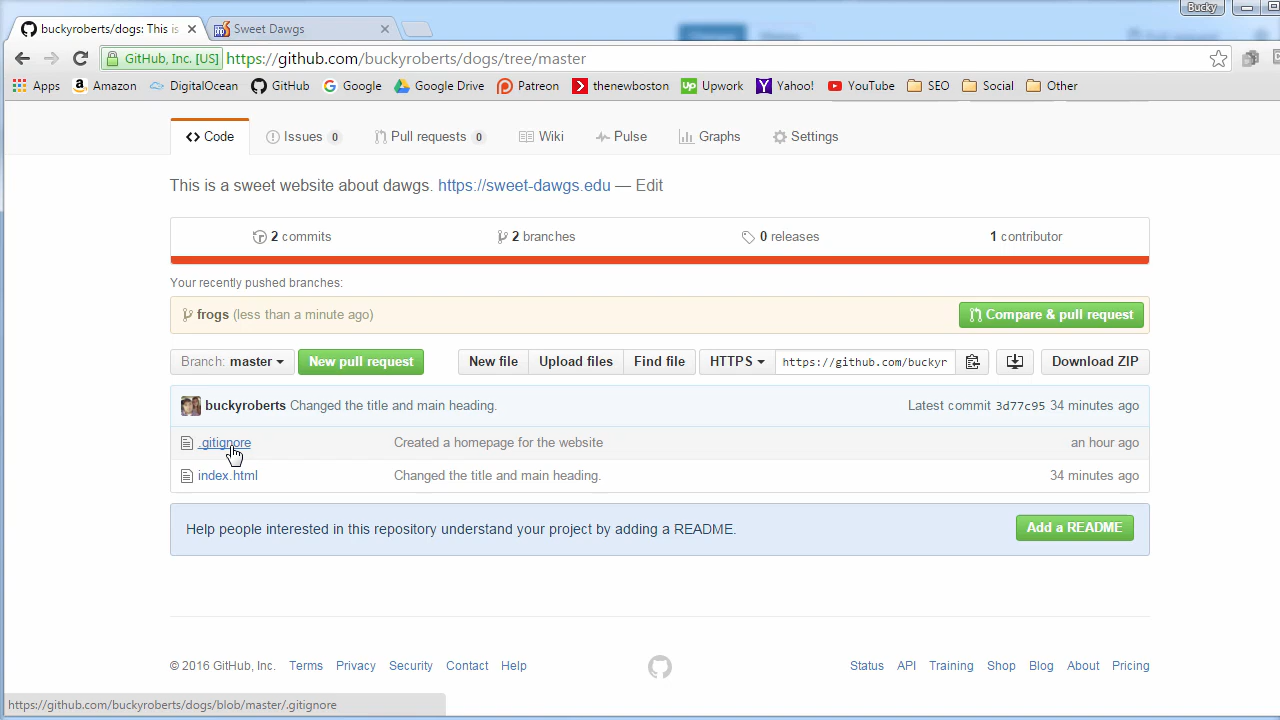 Bucky
buckyroberts/dogs: This is
Sweet Dawgs
GitHub, Inc. [US] https://github.com/buckyroberts/dogs/tree/master
Apps Amazon DigitalOcean GitHub Google Google Drive Patreon thenewboston Upwork Yahoo! YouTube SEO Social Other
Code Issues 0 Pull requests 0 Wiki Pulse Graphs Settings
This is a sweet website about dawgs. https://sweet-dawgs.edu — Edit
2 commits 2 branches 0 releases 1 contributor
Your recently pushed branches:
frogs (less than a minute ago) Compare & pull request
Branch: master New pull request New file Upload files Find file HTTPS https://github.com/buckyr Download ZIP
buckyroberts Changed the title and main heading. Latest commit 3d77c95 34 minutes ago
.gitignore Created a homepage for the website an hour ago
index.html Changed the title and main heading. 34 minutes ago
Help people interested in this repository understand your project by adding a README. Add a README
© 2016 GitHub, Inc. Terms Privacy Security Contact Help Status API Training Shop Blog About Pricing
https://github.com/buckyroberts/dogs/blob/master/.gitignore